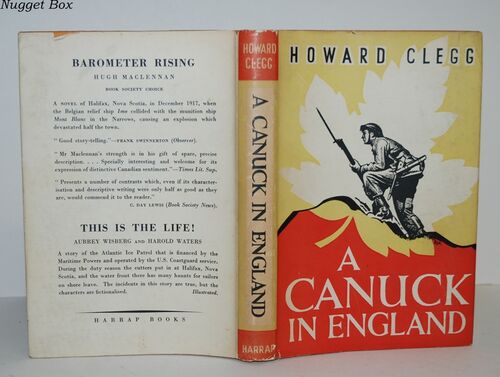 Nugget Box
BAROMETER RISING
HUGH MACLENNAN
BOOK SOCIETY CHOICE
A NOVEL of Halifax, Nova Scotia, in December 1917, when
the Belgian relief ship Imo collided with the munition ship
Mont Blanc in the Narrows, causing an explosion which
devastated half the town.
"Good story-telling."—FRANK SWINNERTON (Observer).
"Mr Maclennan's strength is in his gift of spare, precise
description. . . . Specially interesting and welcome for its
expression of distinctive Canadian sentiment."—Times Lit. Sup.
"Presents a number of contrasts which, even if its character-
isation and descriptive writing were only half as good as they
are, would commend it to the reader."
C. DAY LEWIS (Book Society News).
THIS IS THE LIFE!
AUBREY WISBERG AND HAROLD WATERS
A story of the Atlantic Ice Patrol that is financed by the
Maritime Powers and operated by the U.S. Coastguard service.
During the day season the cutters put in at Halifax, Nova
Scotia, and the water front there has many haunts for sailors
on shore leave. The incidents in this story are true, but the
characters are fictionalised. Illustrated.
HARRAP BOOKS
HOWARD
CLEGG
A CANUCK IN ENGLAND
HARRAP
HOWARD CLEGG
A
CANUCK
IN ENGLAND